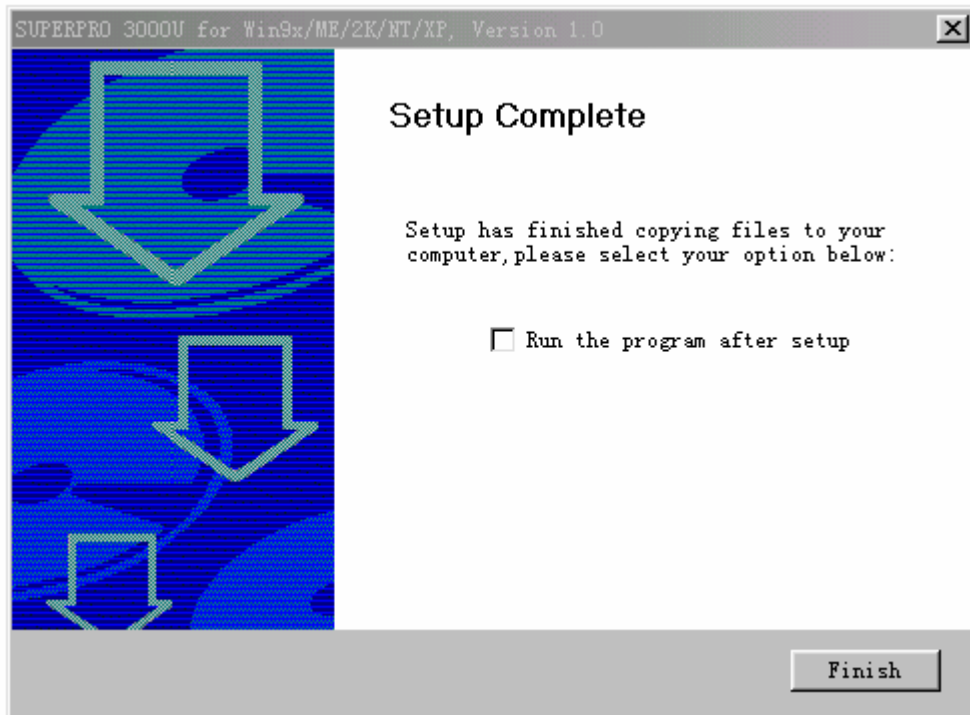 SUPERPRO 3000U for Win9x/ME/2K/NT/XP, Version 1.0
Setup Complete
Setup has finished copying files to your
computer,please select your option below:
Run the program after setup
Finish